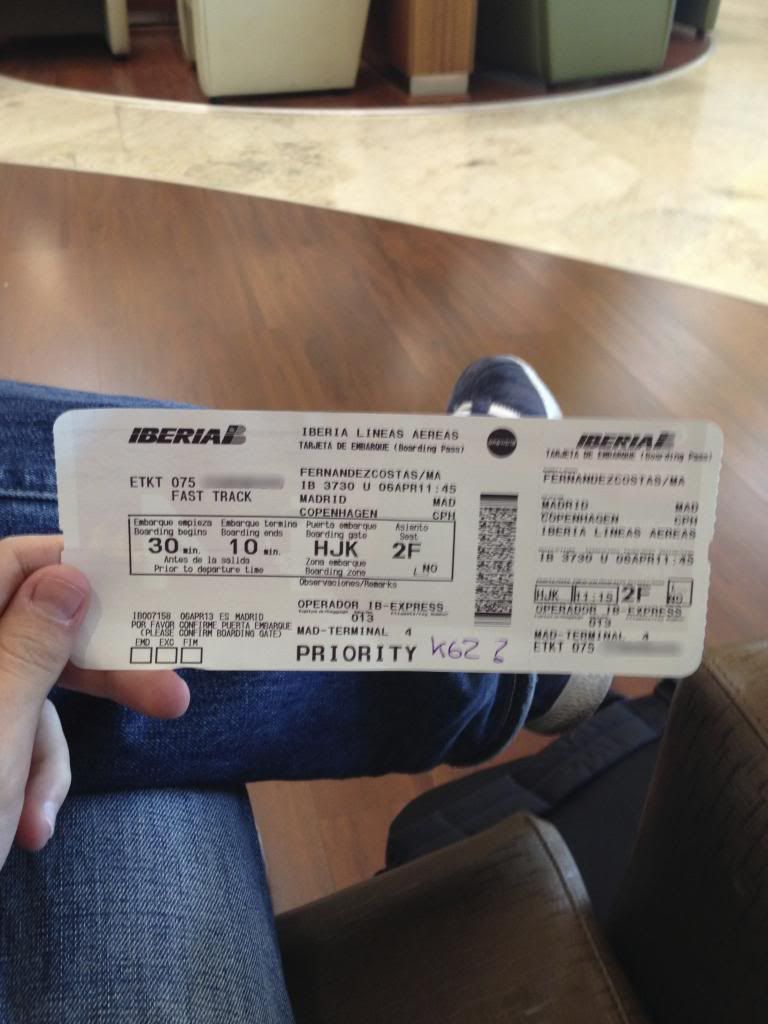 IBERIA
IBERIA LINEAS AEREAS
TARJETA DE EMBARQUE (Boarding Pass)
ETKT 075
FAST TRACK
FERNANDEZCOSTAS/MA
IB 3730 U 06APR11:45
MADRID MAD
COPENHAGEN CPH
Embarque empieza
Boarding begins
30 min.
Embarque termina
Boarding ends
10 min.
Antes de la salida
Prior to departure time
Puerta embarque
Boarding gate
HJK
Zona embarque
Boarding zone
Asiento
Seat
2F
NO
Observaciones/Remarks
IB007158 06APR13 ES MADRID
POR FAVOR CONFIRME PUERTA EMBARQUE
(PLEASE CONFIRM BOARDING GATE)
EMD EXC FIM
OPERADOR IB-EXPRESS
013
MAD-TERMINAL 4
PRIORITY K62 ?
IBERIA
TARJETA DE EMBARQUE (Boarding Pass)
FERNANDEZCOSTAS/MA
MADRID MAD
COPENHAGEN CPH
IBERIA LINEAS AEREAS
IB 3730 U 06APR11:45
HJK 11:15 2F NO
OPERADOR IB-EXPRESS
013
MAD-TERMINAL 4
ETKT 075